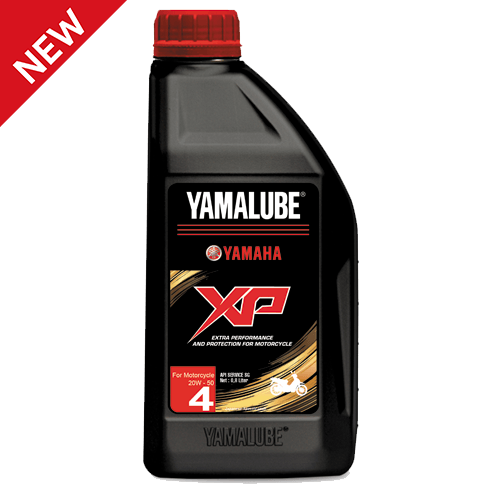 NEW
YAMALUBE®
YAMAHA
XP
EXTRA PERFORMANCE
AND PROTECTION FOR MOTORCYCLE
For Motorcycle
20W - 50
4
API SERVICE SG
Net : 0,8 Liter
YAMALUBE®